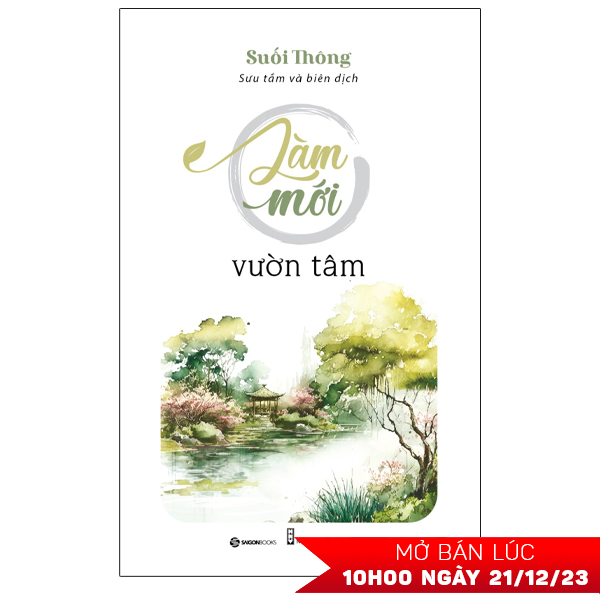 Suối Thông
Sưu tầm và biên dịch
Làm
mới
vườn tâm
SAIGONBOOKS
MỞ BÁN LÚC
10H00 NGÀY 21/12/23